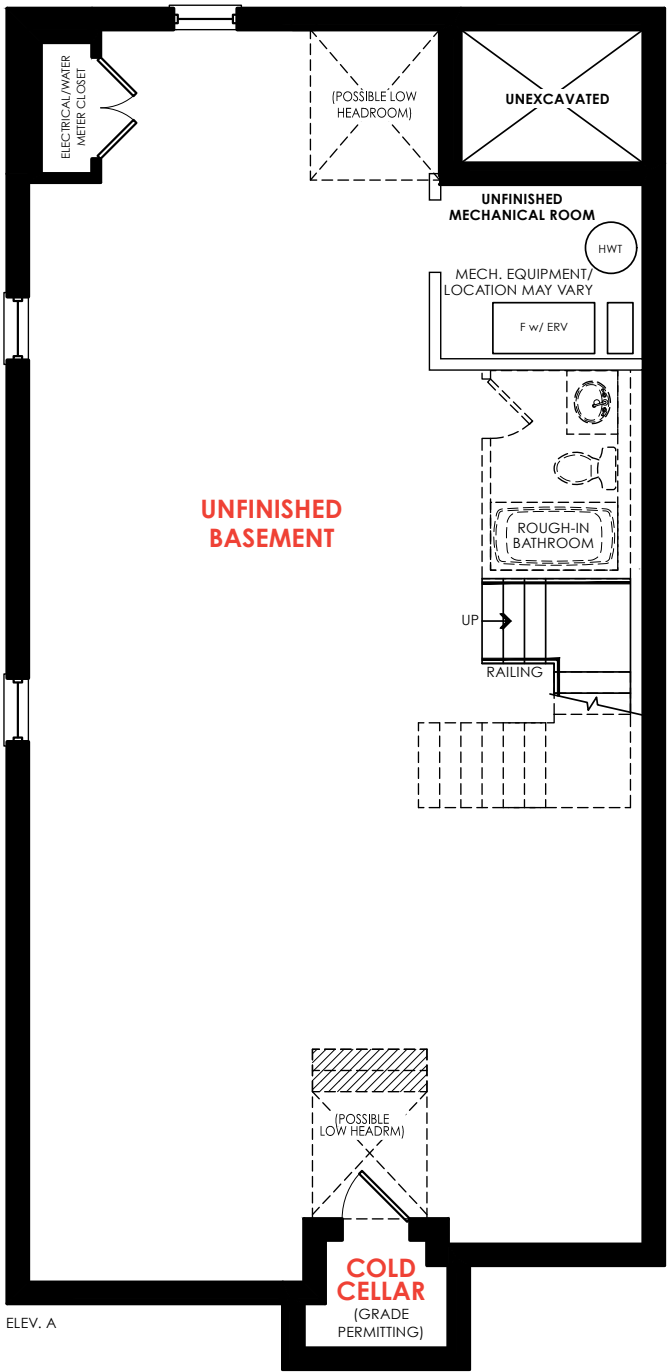 ELECTRICAL/WATER
METER CLOSET
(POSSIBLE LOW
HEADROOM)
UNEXCAVATED
UNFINISHED
MECHANICAL ROOM
HWT
MECH. EQUIPMENT/
LOCATION MAY VARY
F w/ ERV
UNFINISHED
BASEMENT
ROUGH-IN
BATHROOM
UP
RAILING
(POSSIBLE
LOW HEADRM)
COLD
CELLAR
(GRADE
PERMITTING)
ELEV. A